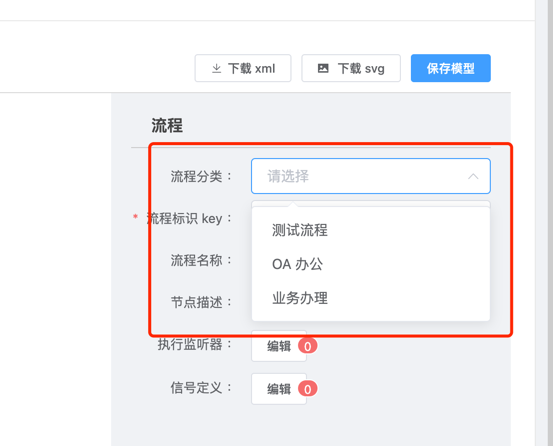 下载 xml 下载 svg 保存模型
流程
流程分类： 请选择
* 流程标识 key：
测试流程
流程名称：
OA 办公
节点描述：
业务办理
执行监听器： 编辑 0
信号定义： 编辑 0